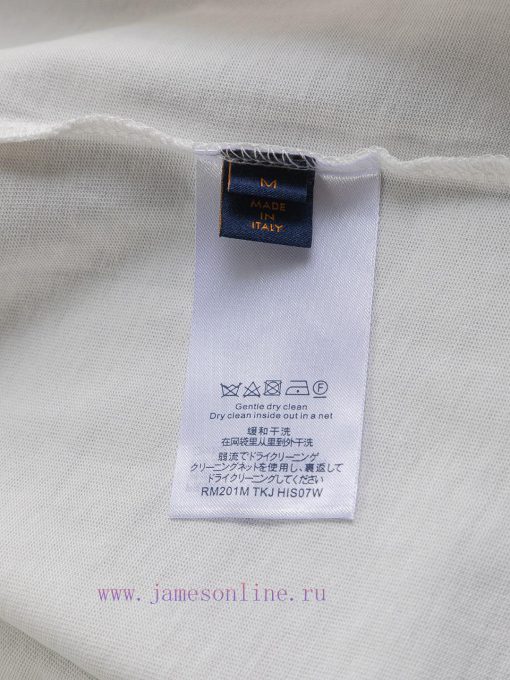 M
MADE
IN
ITALY
Gentle dry clean
Dry clean inside out in a net
缓和干洗
在网袋里从里到外干洗
弱流でドライクリーニング
クリーニングネットを使用し、裏返して
ドライクリーニングしてください
RM201M TKJ HIS07W
www.jamesonline.ru